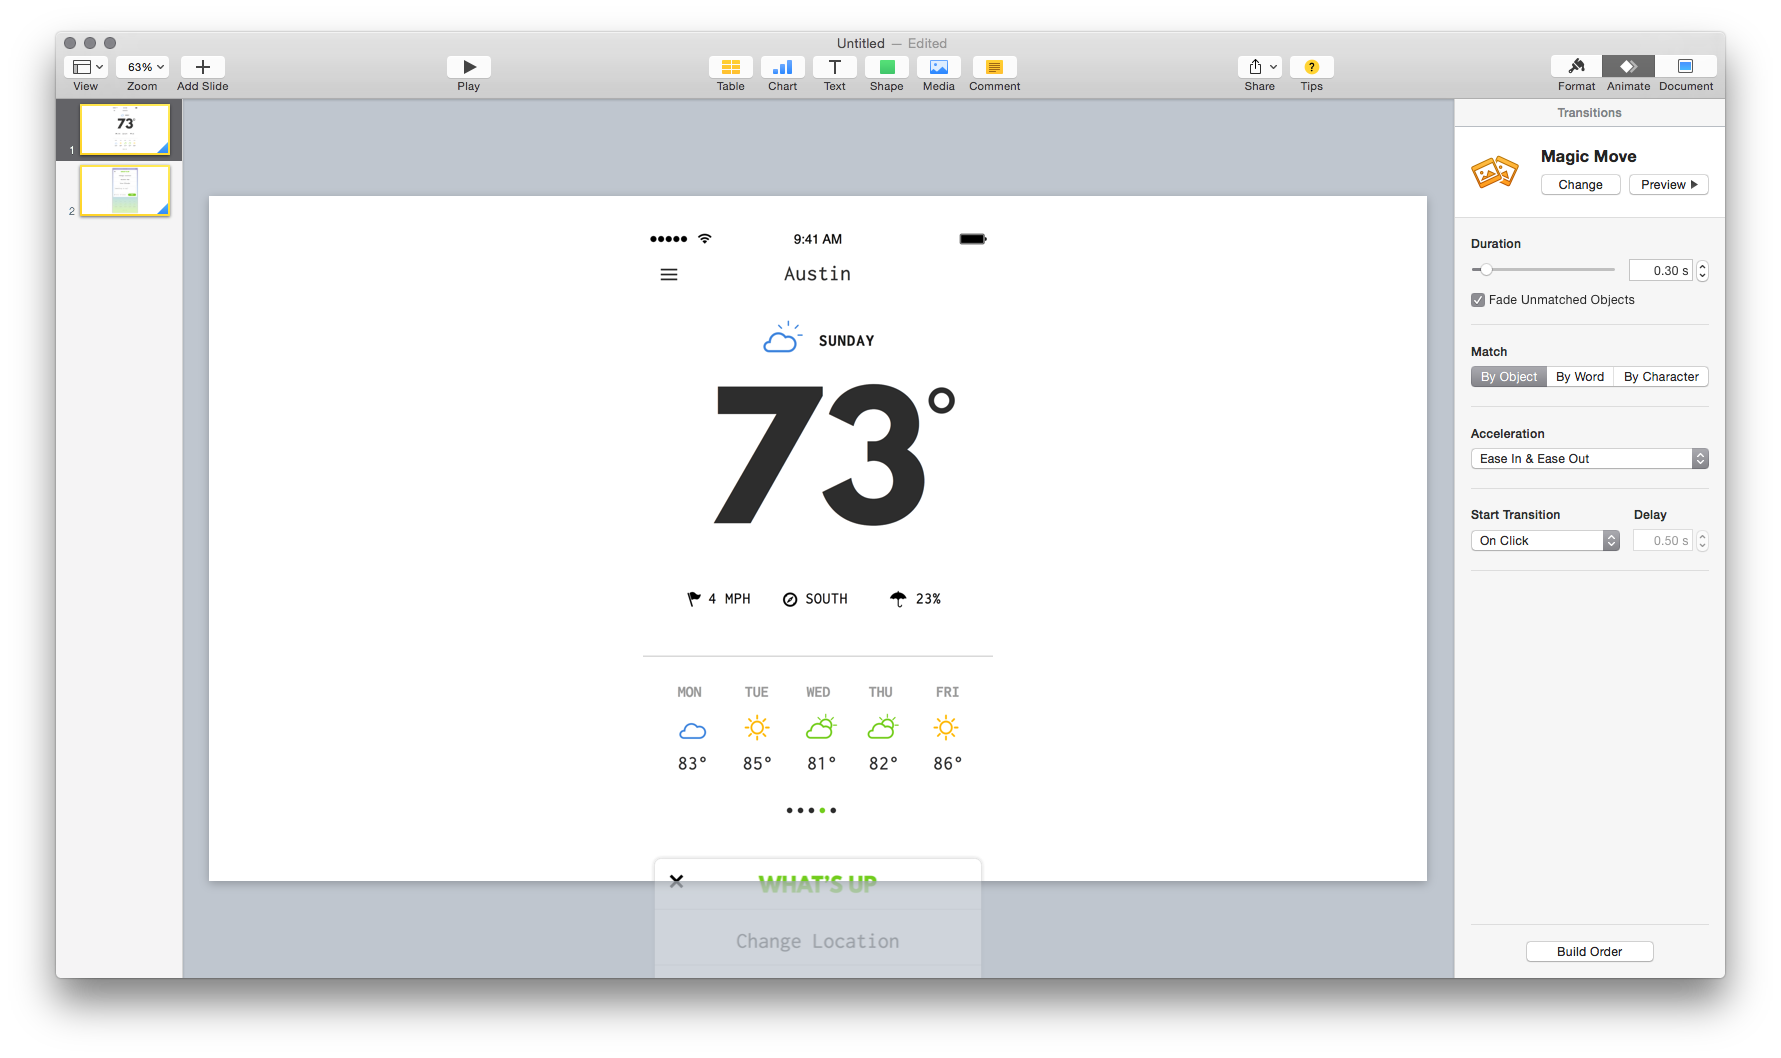 Untitled — Edited
63%
View
Zoom
Add Slide
Play
Table
Chart
Text
Shape
Media
Comment
Share
Tips
Format
Animate
Document
1
73°
2
9:41 AM
Austin
SUNDAY
73°
4 MPH
SOUTH
23%
MON TUE WED THU FRI
83° 85° 81° 82° 86°
WHAT'S UP
Change Location
Transitions
Magic Move
Change
Preview
Duration
0.30 s
Fade Unmatched Objects
Match
By Object
By Word
By Character
Acceleration
Ease In & Ease Out
Start Transition
Delay
On Click
0.50 s
Build Order